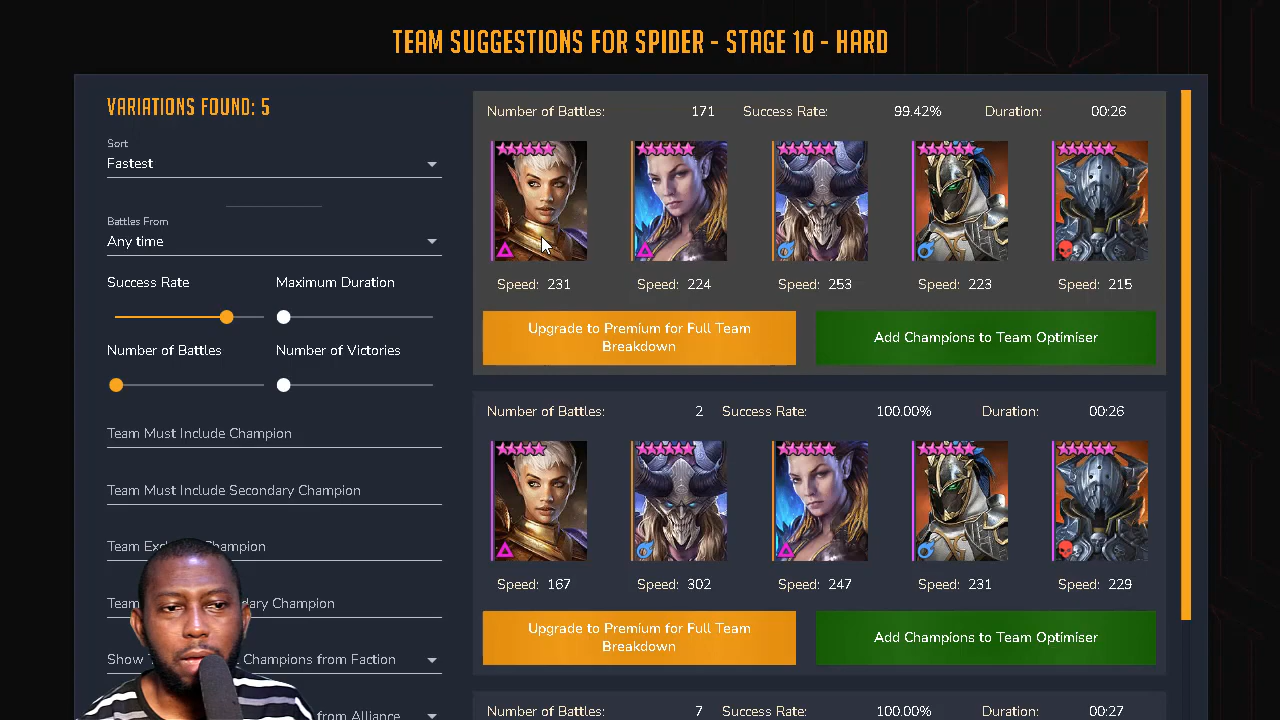 TEAM SUGGESTIONS FOR SPIDER - STAGE 10 - HARD
VARIATIONS FOUND: 5
Sort
Fastest
Battles From
Any time
Success Rate Maximum Duration
Number of Battles Number of Victories
Team Must Include Champion
Team Must Include Secondary Champion
Team Champion
Team Champion
Show Champions from Faction
from Alliance
Number of Battles: 171 Success Rate: 99.42% Duration: 00:26
Speed: 231 Speed: 224 Speed: 253 Speed: 223 Speed: 215
Upgrade to Premium for Full Team
Breakdown
Add Champions to Team Optimiser
Number of Battles: 2 Success Rate: 100.00% Duration: 00:26
Speed: 167 Speed: 302 Speed: 247 Speed: 231 Speed: 229
Upgrade to Premium for Full Team
Breakdown
Add Champions to Team Optimiser
Number of Battles: 7 Success Rate: 100.00% Duration: 00:27